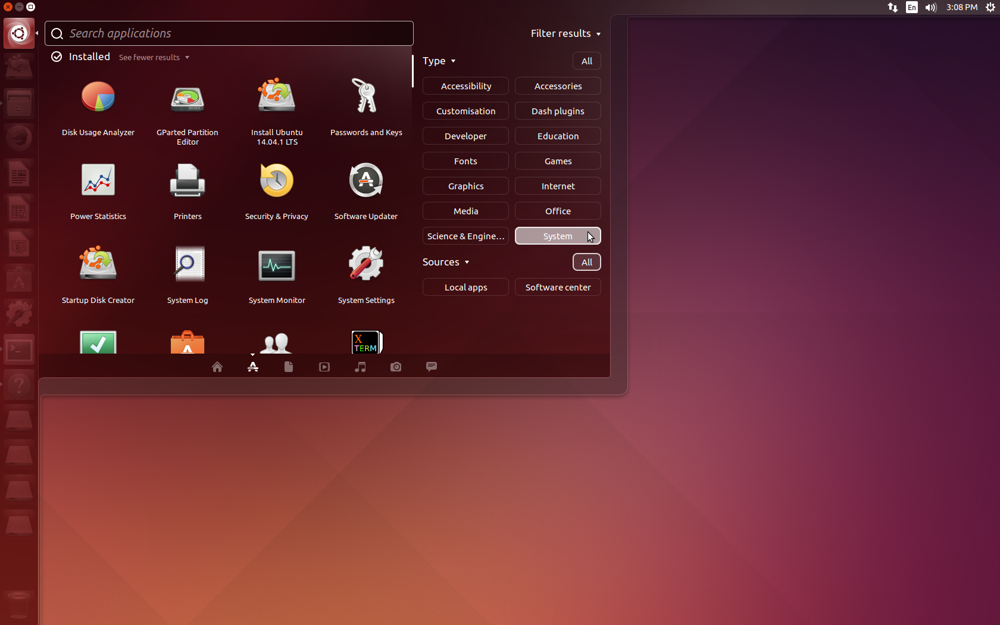 En
3:08 PM
Search applications
Filter results
Installed
See fewer results
Type
All
Disk Usage Analyzer
GParted Partition
Editor
Install Ubuntu
14.04.1 LTS
Passwords and Keys
Power Statistics
Printers
Security & Privacy
Software Updater
Startup Disk Creator
System Log
System Monitor
System Settings
X
TERM
Accessibility
Accessories
Customisation
Dash plugins
Developer
Education
Fonts
Games
Graphics
Internet
Media
Office
Science & Engine...
System
Sources
All
Local apps
Software center